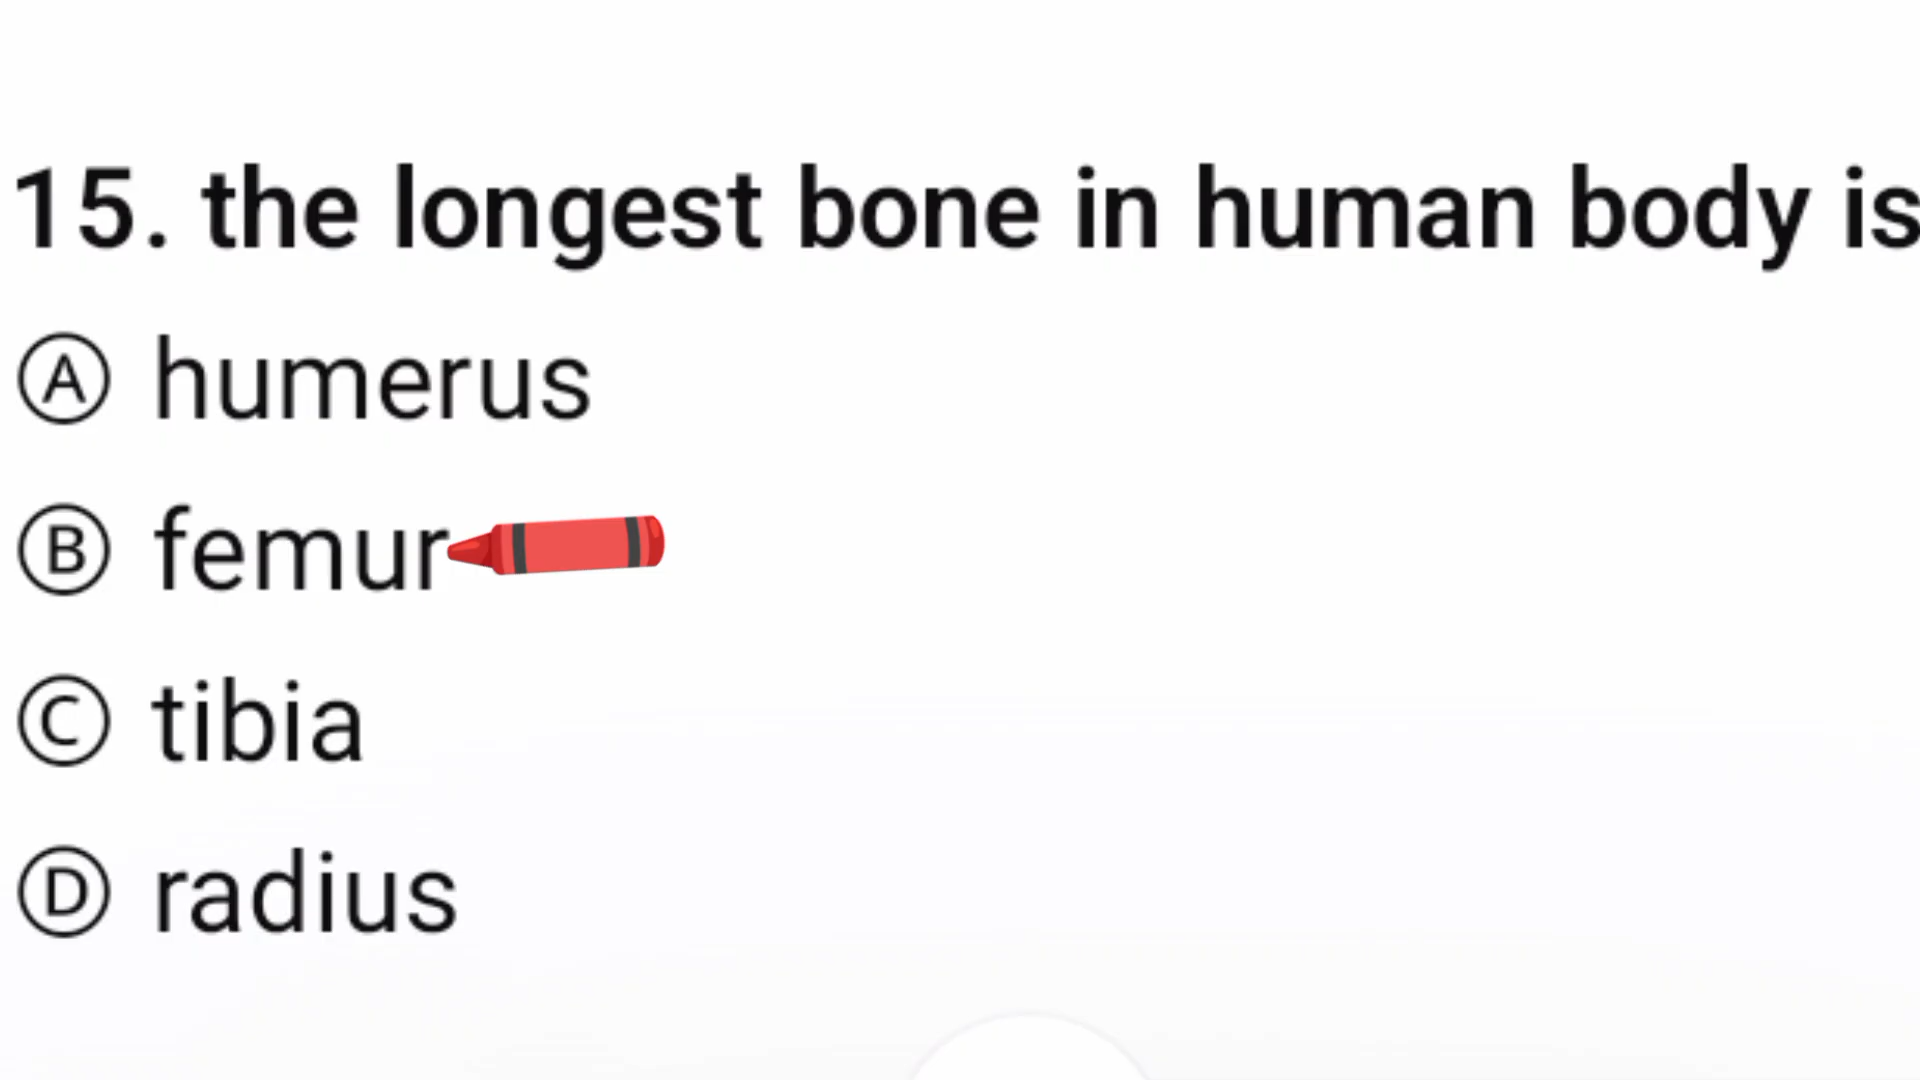 15. the longest bone in human body is
Ⓐ humerus
Ⓑ femur
Ⓒ tibia
Ⓓ radius